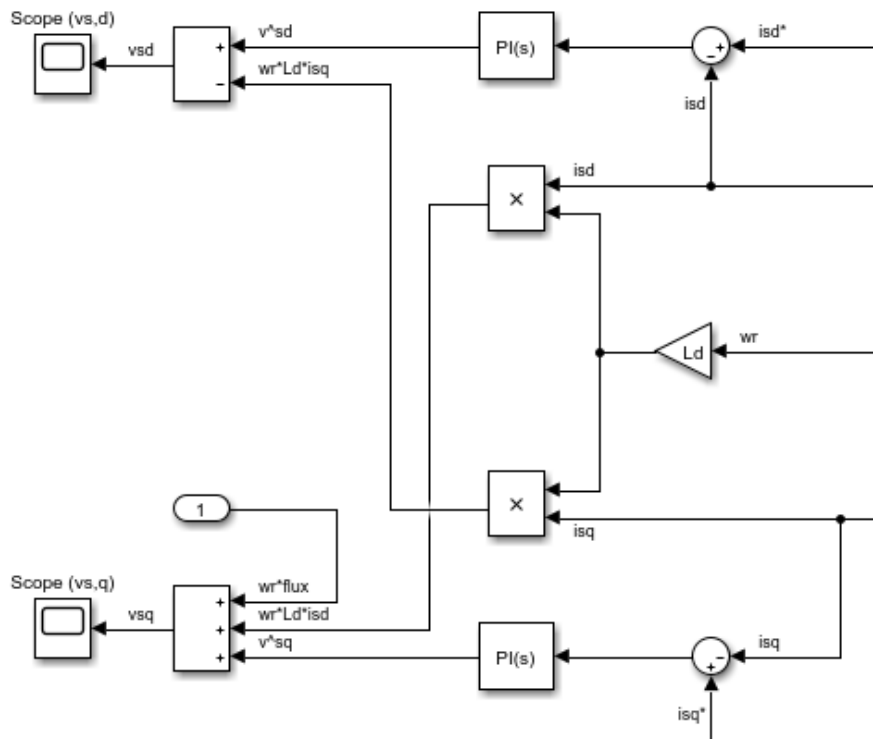 Scope (vs,d)
vsd
+
−
v^sd
wr*Ld*isq
PI(s)
−
+
isd*
isd
×
isd
Ld
wr
1
×
isq
Scope (vs,q)
vsq
+
+
+
wr*flux
wr*Ld*isd
v^sq
PI(s)
+
−
isq
isq*